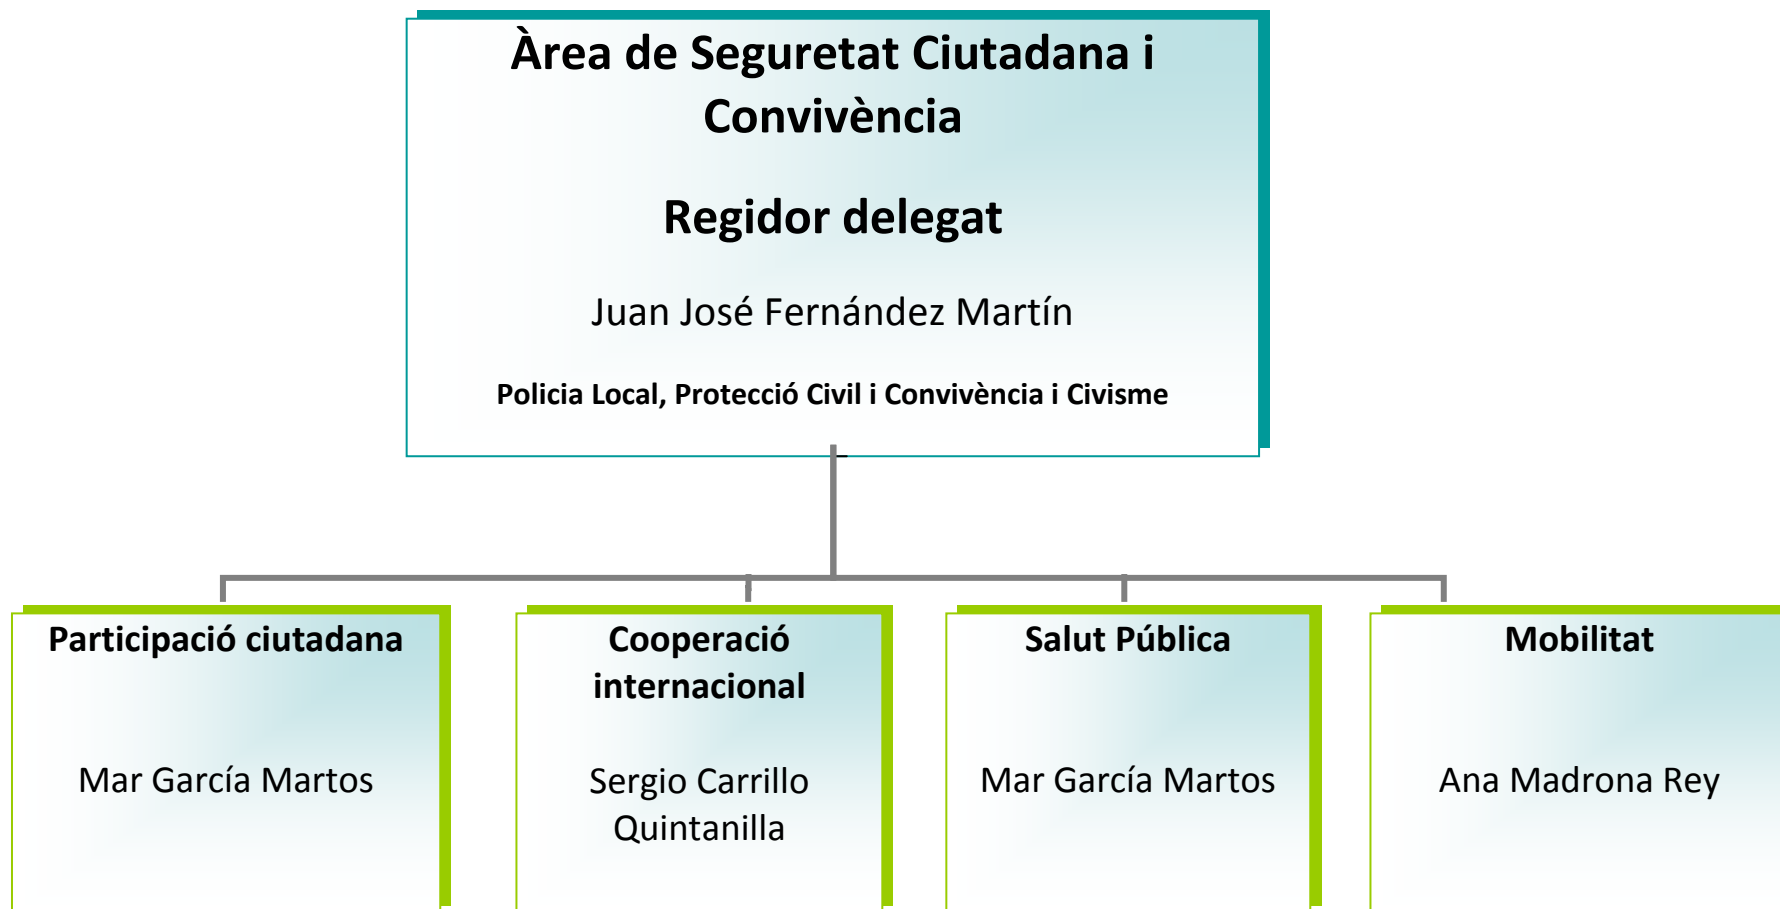 Àrea de Seguretat Ciutadana i
Convivència
Regidor delegat
Juan José Fernández Martín
Policia Local, Protecció Civil i Convivència i Civisme
Participació ciutadana
Mar García Martos
Cooperació
internacional
Sergio Carrillo
Quintanilla
Salut Pública
Mar García Martos
Mobilitat
Ana Madrona Rey